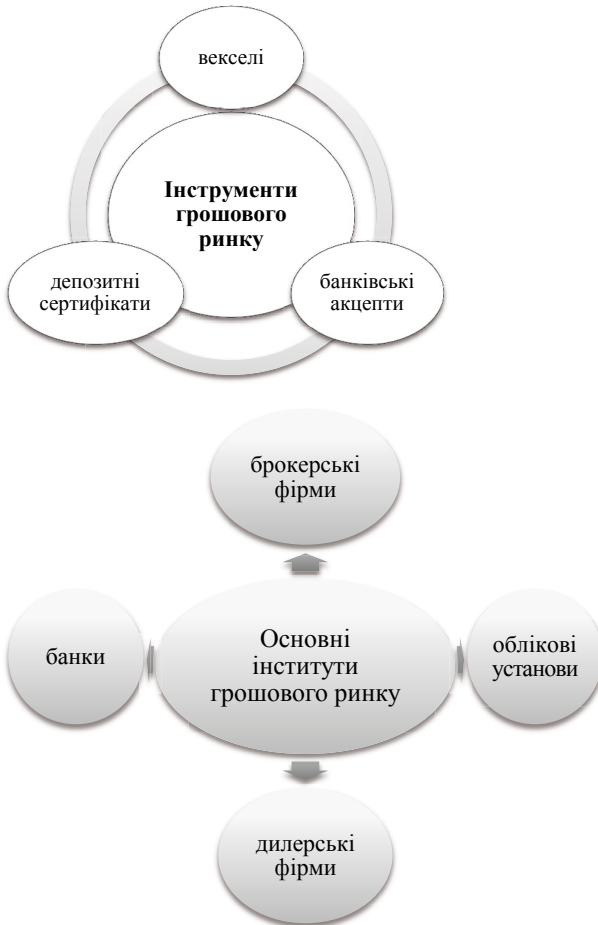 векселі
Інструменти
грошового
ринку
депозитні
сертифікати
банківські
акцепти
брокерські
фірми
банки
Основні
інститути
грошового ринку
облікові
установи
дилерські
фірми